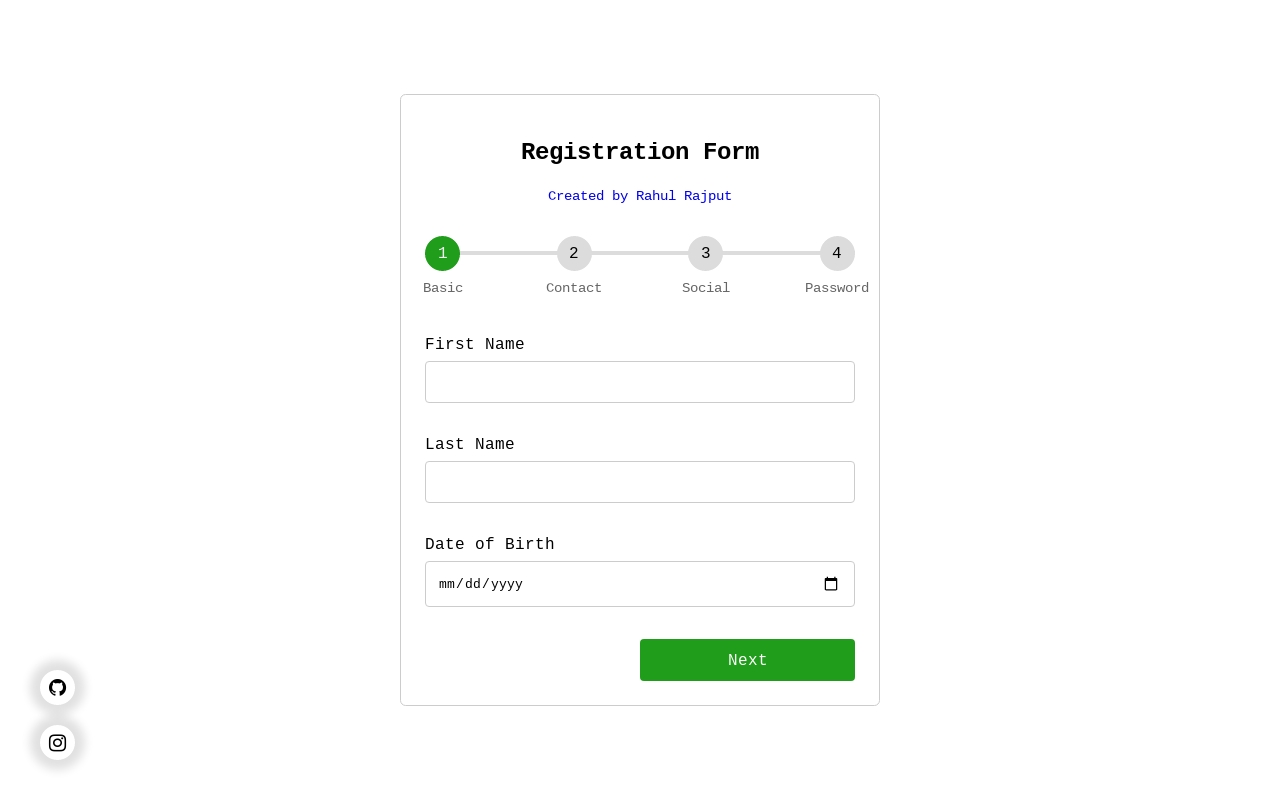 Registration Form
Created by Rahul Rajput
1 2 3 4
Basic Contact Social Password
First Name
Last Name
Date of Birth
mm/dd/yyyy
Next